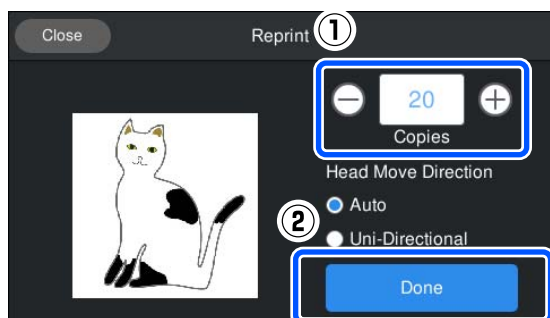 Close
Reprint
①
20
Copies
Head Move Direction
Auto
②
Uni-Directional
Done